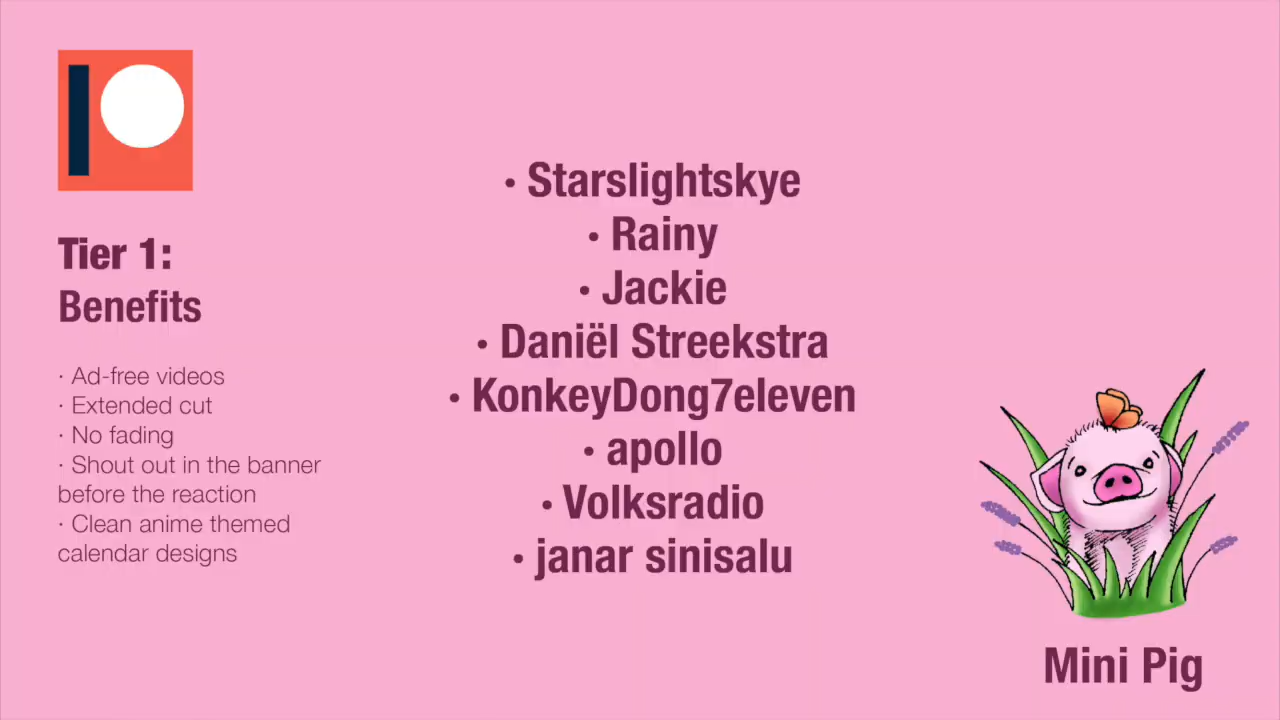 Tier 1:
Benefits
· Ad-free videos
· Extended cut
· No fading
· Shout out in the banner
before the reaction
· Clean anime themed
calendar designs
• Starslightskye
• Rainy
• Jackie
• Daniël Streekstra
• KonkeyDong7eleven
• apollo
• Volksradio
• janar sinisalu
Mini Pig